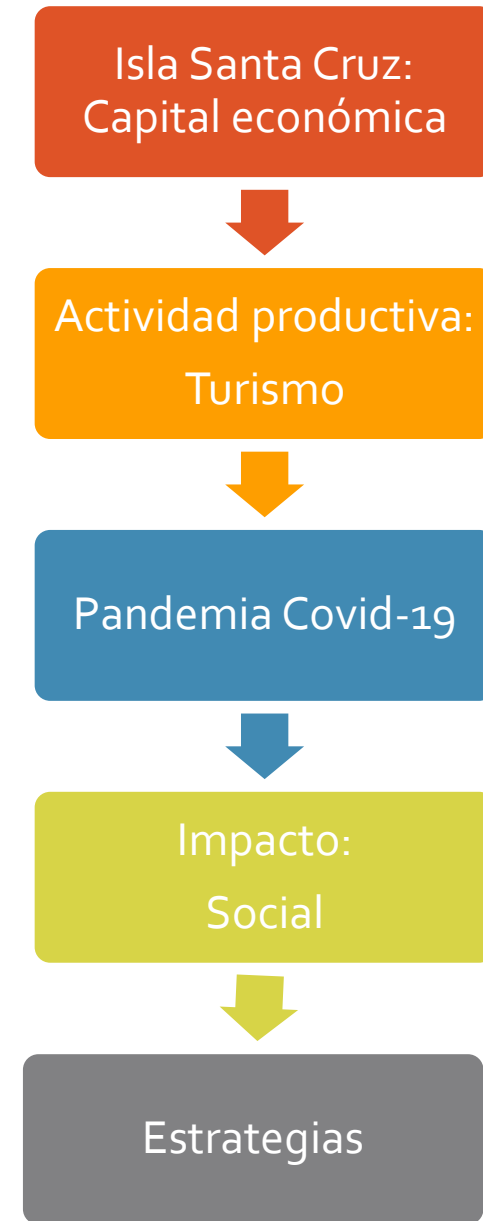 Isla Santa Cruz:
Capital económica
Actividad productiva:
Turismo
Pandemia Covid-19
Impacto:
Social
Estrategias